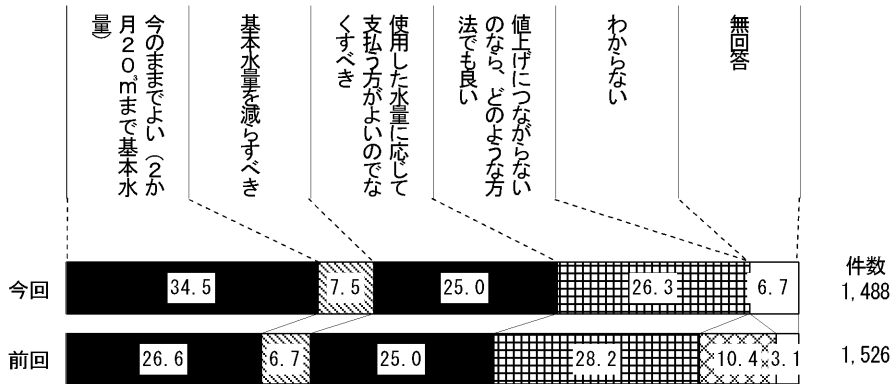 今のままでよい（２か
月２０㎥まで基本水
量）
基本水量を減らすべき
使用した水量に応じて
支払う方がよいのでな
くすべき
値上げにつながらない
のなら、どのような方
法でも良い
わからない
無回答
件数
今回 34.5 7.5 25.0 26.3 6.7 1,488
前回 26.6 6.7 25.0 28.2 10.4 3.1 1,526